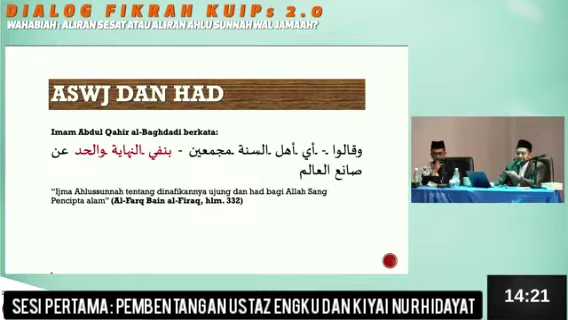 DIALOG FIKRAH KUIPs 2.0
WAHABIAH : ALIRAN SESAT ATAU ALIRAN AHLU SUNNAH WAL JAMAAH?
ASWJ DAN HAD
Imam Abdul Qahir al-Baghdadi berkata:
وقالوا - أي أهل السنة مجمعين - بنفي النهاية والحد عن
صانع العالم
"Ijma Ahlussunnah tentang dinafikannya ujung dan had bagi Allah Sang
Pencipta alam" (Al-Farq Bain al-Firaq, hlm. 332)
14:21
SESI PERTAMA : PEMBENTANGAN USTAZ ENGKU DAN KIYAI NURHIDAYAT